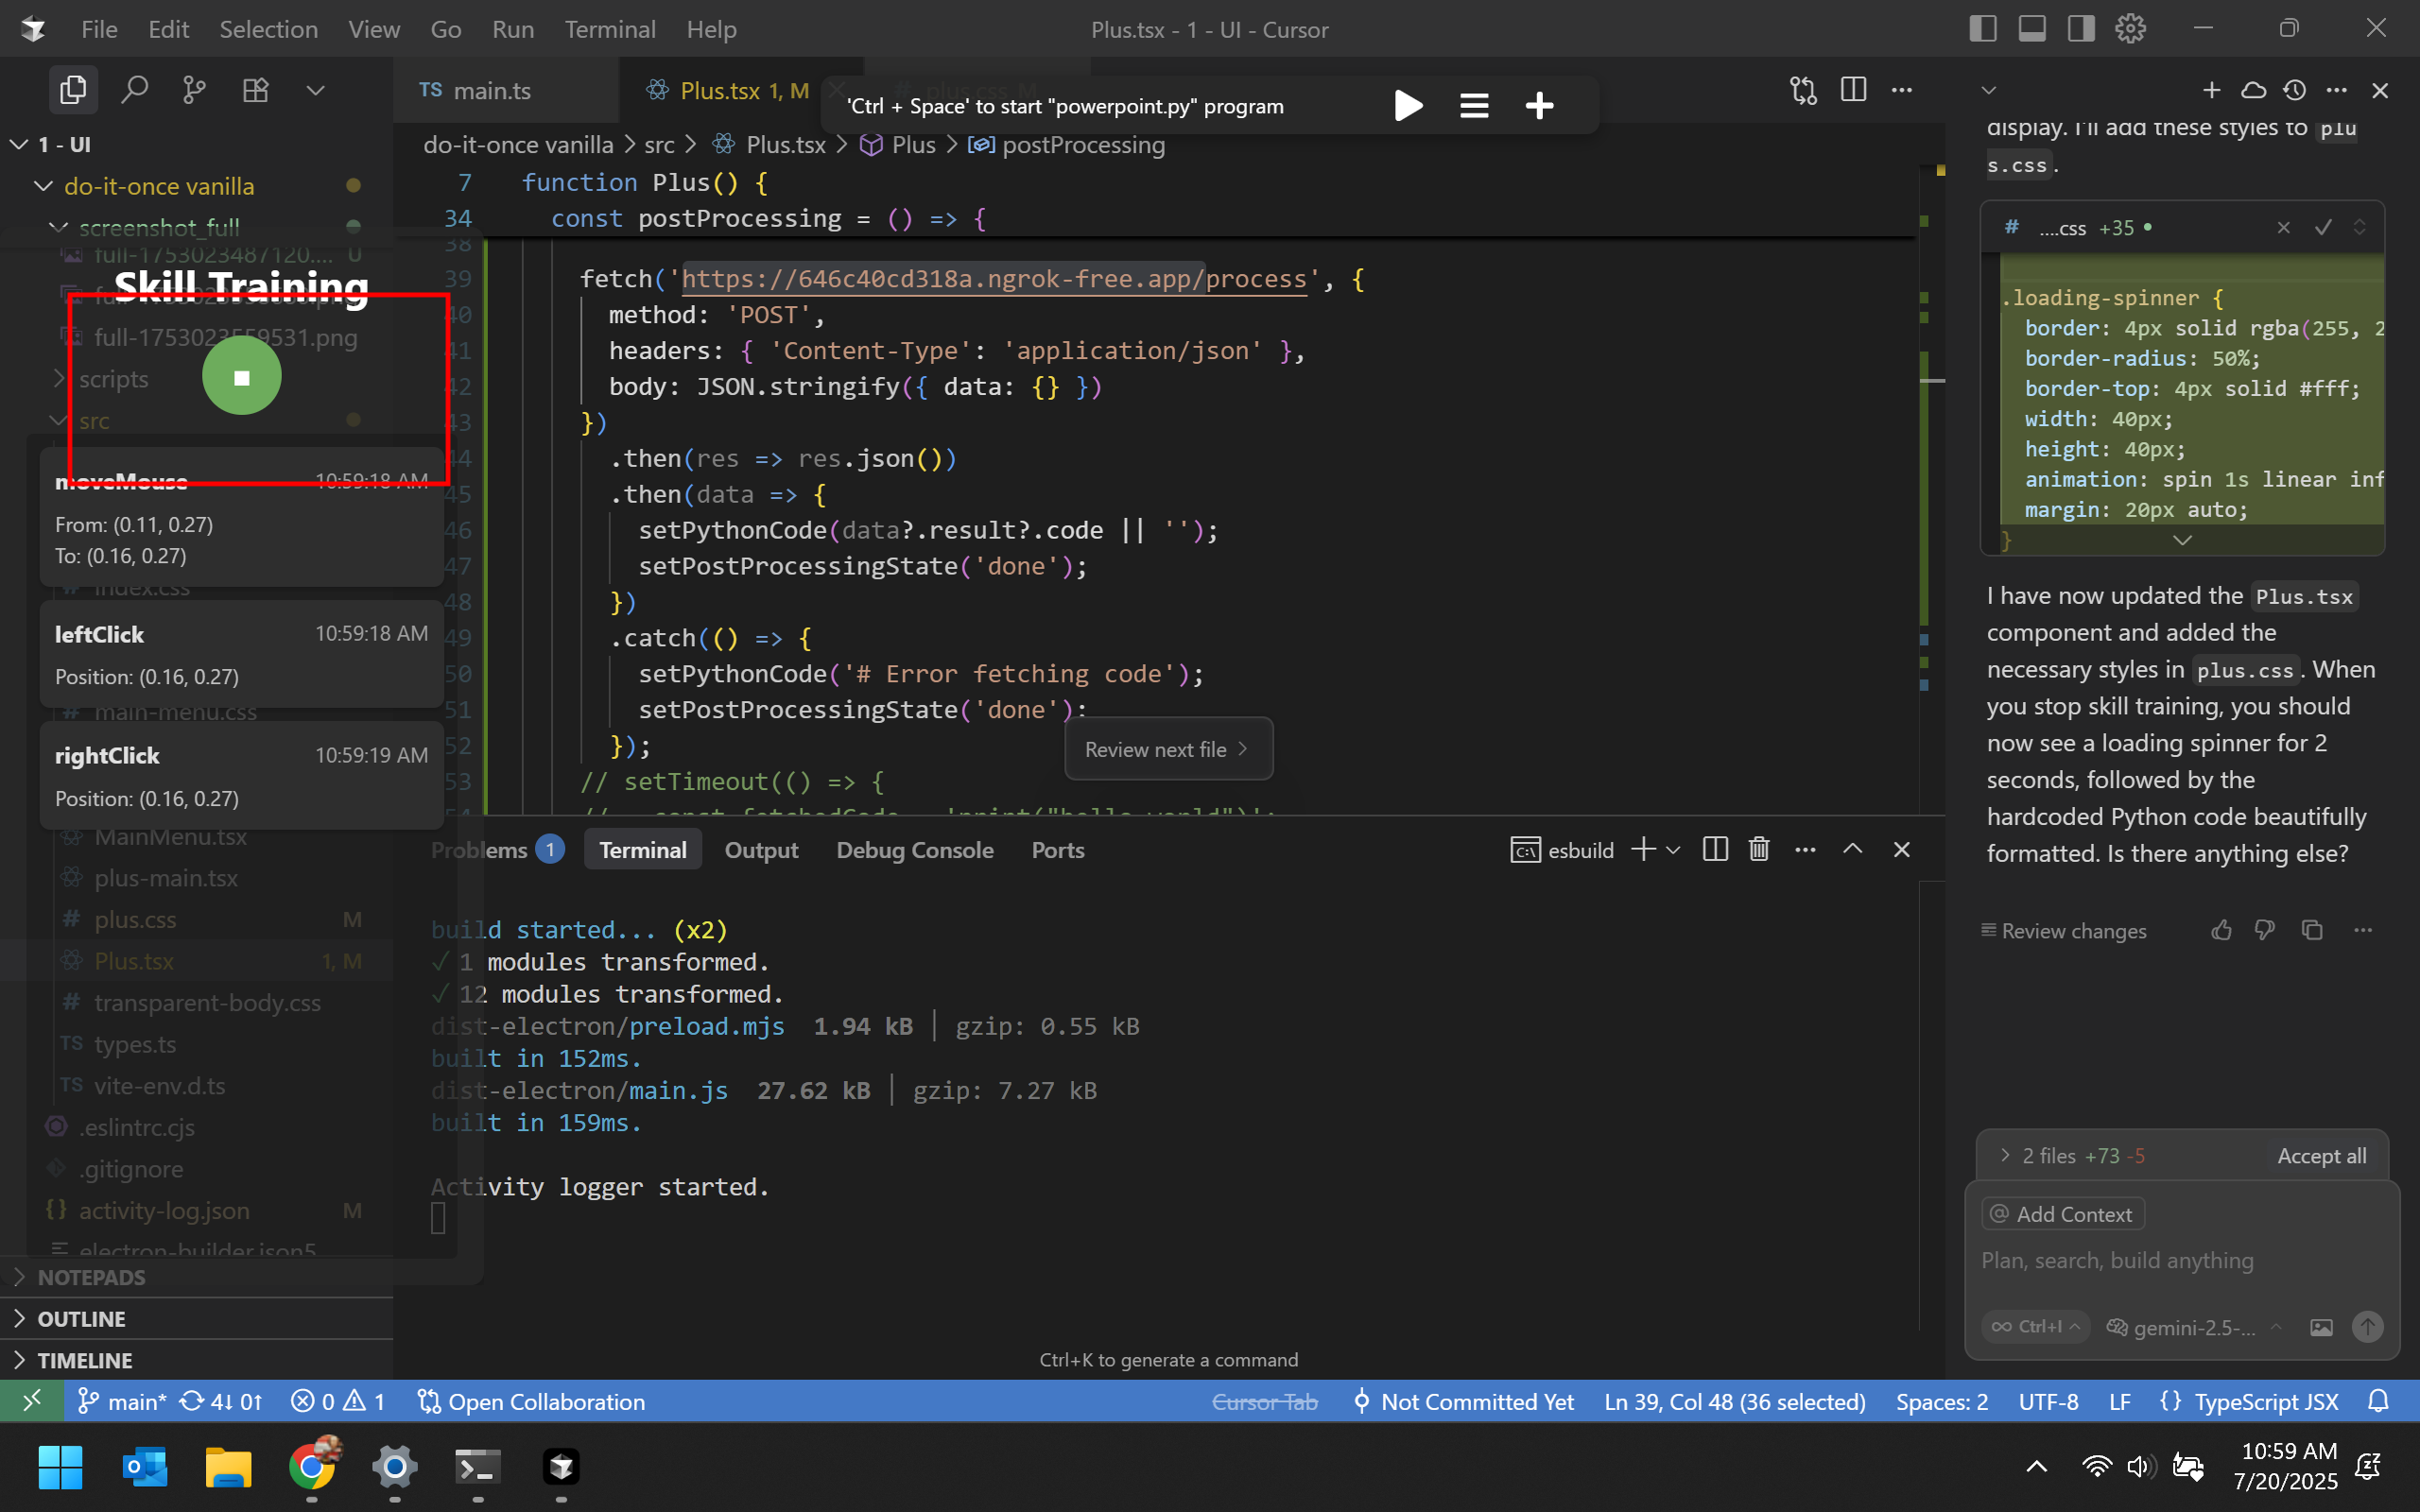 File Edit Selection View Go Run Terminal Help
Plus.tsx - 1 - UI - Cursor
TS main.ts
Plus.tsx 1, M
# plus.css M
'Ctrl + Space' to start "powerpoint.py" program
1 - UI
do-it-once vanilla
screenshot_full
full-1753023487120.... U
Skill Training
full-1753023559531.png
scripts
src
moveMouse 10:59:18 AM
From: (0.11, 0.27)
To: (0.16, 0.27)
# index.css
leftClick 10:59:18 AM
Position: (0.16, 0.27)
# main-menu.css
rightClick 10:59:19 AM
Position: (0.16, 0.27)
MainMenu.tsx
plus-main.tsx
# plus.css M
Plus.tsx 1, M
# transparent-body.css
TS types.ts
TS vite-env.d.ts
.eslintrc.cjs
.gitignore
{} activity-log.json M
electron-builder.json5
NOTEPADS
OUTLINE
TIMELINE
do-it-once vanilla > src > Plus.tsx > Plus > postProcessing
7 function Plus() {
34 const postProcessing = () => {
38
39 fetch('https://646c40cd318a.ngrok-free.app/process', {
40 method: 'POST',
41 headers: { 'Content-Type': 'application/json' },
42 body: JSON.stringify({ data: {} })
43 })
44 .then(res => res.json())
45 .then(data => {
46 setPythonCode(data?.result?.code || '');
47 setPostProcessingState('done');
48 })
49 .catch(() => {
50 setPythonCode('# Error fetching code');
51 setPostProcessingState('done');
52 });
53 // setTimeout(() => {
54 // const fetchedCode = 'print("hello world")';
Review next file >
Problems 1 Terminal Output Debug Console Ports
esbuild
build started... (x2)
✓ 1 modules transformed.
✓ 12 modules transformed.
dist-electron/preload.mjs 1.94 kB │ gzip: 0.55 kB
built in 152ms.
dist-electron/main.js 27.62 kB │ gzip: 7.27 kB
built in 159ms.
Activity logger started.
Ctrl+K to generate a command
display. I'll add these styles to plu
s.css.
# ....css +35 •
.loading-spinner {
border: 4px solid rgba(255, 2
border-radius: 50%;
border-top: 4px solid #fff;
width: 40px;
height: 40px;
animation: spin 1s linear inf
margin: 20px auto;
}
I have now updated the Plus.tsx
component and added the
necessary styles in plus.css. When
you stop skill training, you should
now see a loading spinner for 2
seconds, followed by the
hardcoded Python code beautifully
formatted. Is there anything else?
Review changes
> 2 files +73 -5 Accept all
@ Add Context
Plan, search, build anything
∞ Ctrl+I gemini-2.5-...
main* 4↓ 0↑ 0 1 Open Collaboration
Cursor Tab Not Committed Yet Ln 39, Col 48 (36 selected) Spaces: 2 UTF-8 LF {} TypeScript JSX
10:59 AM
7/20/2025